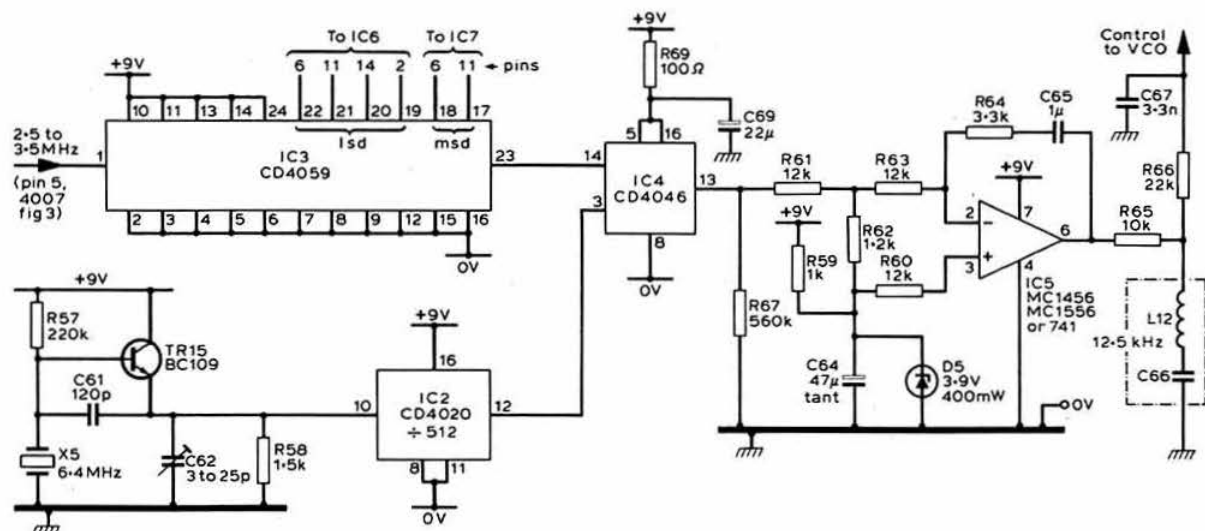 To IC6
To IC7
6 11 14 2
6 11 ← pins
+9V
10 11 13 14 24 22 21 20 19 18 17
lsd
msd
2·5 to
3·5MHz
(pin 5,
4007
fig3)
1
IC3
CD4059
23
2 3 4 5 6 7 8 9 12 15 16
0V
+9V
R69
100Ω
C69
22µ
5 16
14
3
IC4
CD4046
13
8
0V
R61
12k
R63
12k
R64
3·3k
C65
1µ
+9V
R59
1k
R62
1·2k
R60
12k
R67
560k
C64
47µ
tant
D5
3·9V
400mW
+9V
2
3
7
4
6
−
+
IC5
MC1456
MC1556
or 741
0V
Control
to VCO
C67
3·3n
R66
22k
R65
10k
L12
12·5 kHz
C66
+9V
R57
220k
TR15
BC109
C61
120p
X5
6·4MHz
C62
3 to 25p
R58
1·5k
+9V
16
10
IC2
CD4020
÷ 512
12
8 11
0V